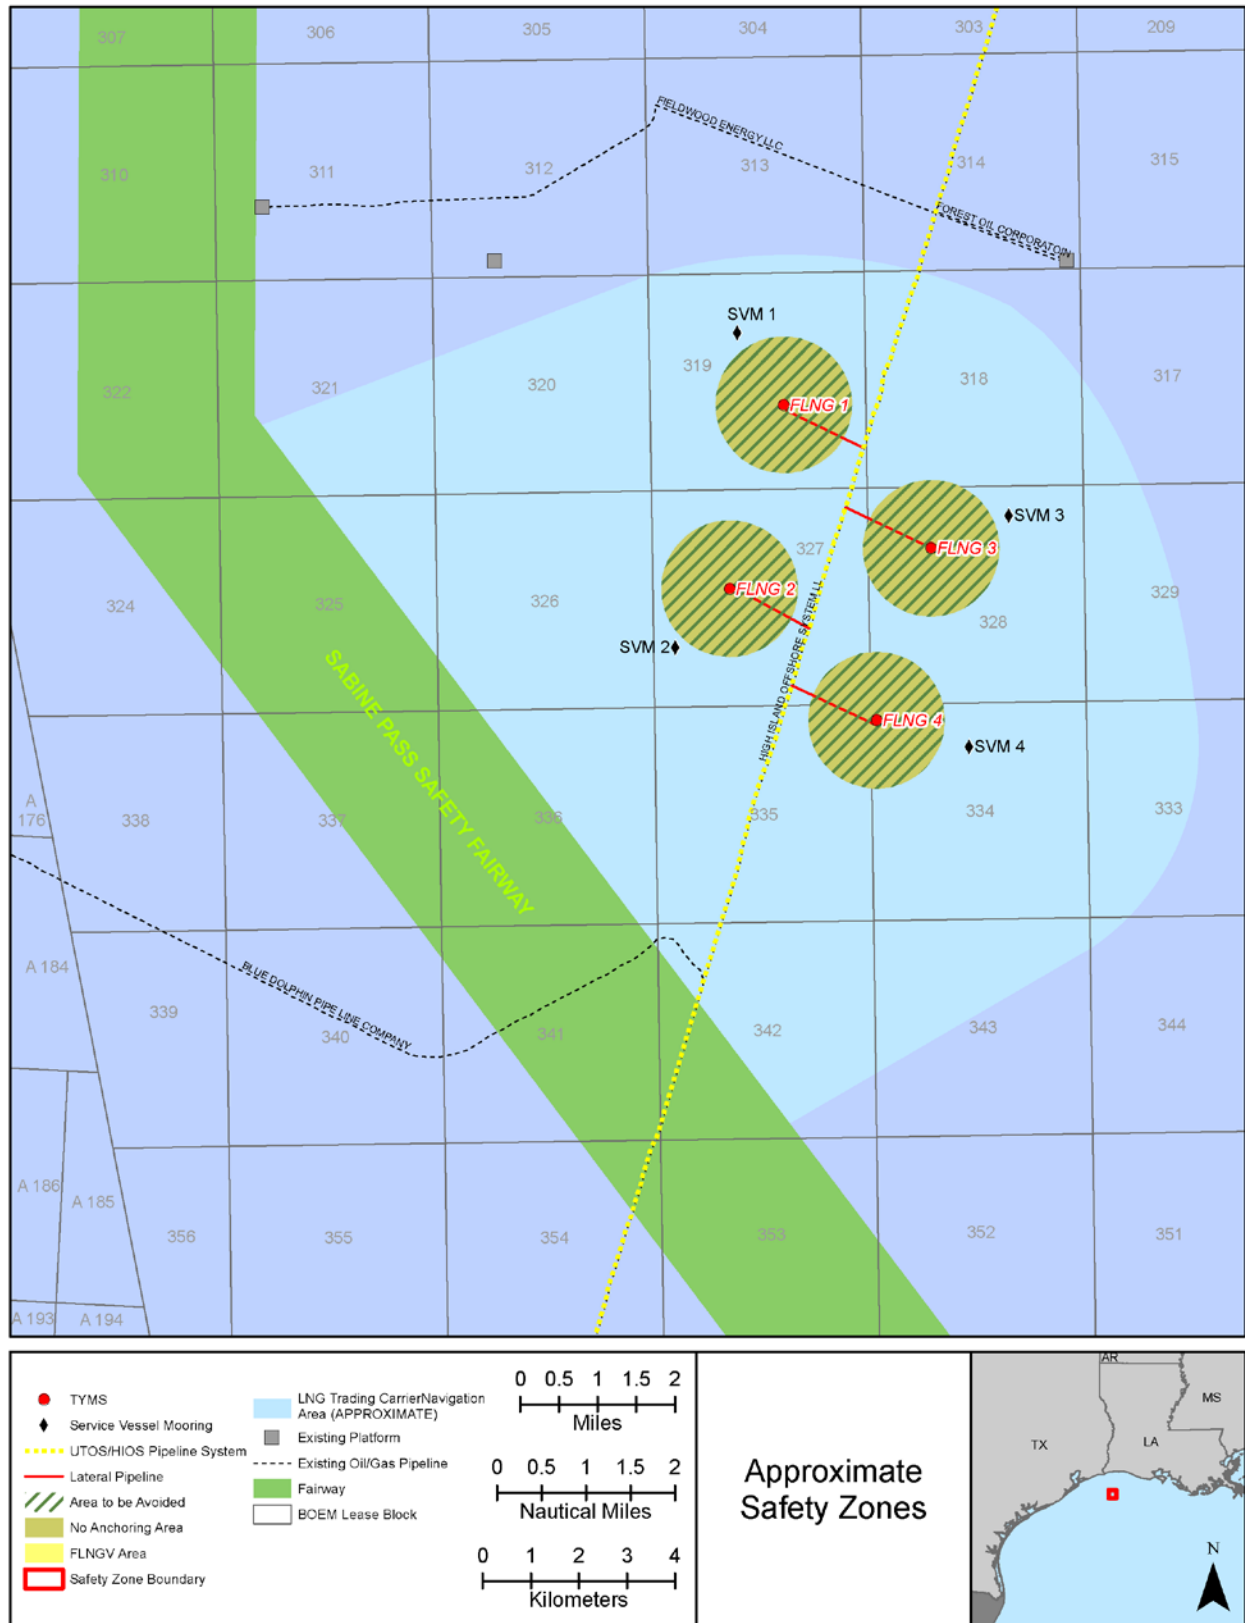 307
306
305
304
303
209
FIELDWOOD ENERGY LLC
310
311
312
313
314
315
FOREST OIL CORPORATOIN
SVM 1
322
321
320
319
318
317
FLNG 1
SVM 3
327
FLNG 3
324
325
326
FLNG 2
328
329
SVM 2
HIGH ISLAND OFFSHORE SYSTEM LL
SABINE PASS SAFETY FAIRWAY
FLNG 4
SVM 4
A
176
338
337
336
335
334
333
A 184
BLUE DOLPHIN PIPE LINE COMPANY
339
340
341
342
343
344
A 186
A 185
356
355
354
353
352
351
A 193
A 194
TYMS
Service Vessel Mooring
UTOS/HIOS Pipeline System
Lateral Pipeline
Area to be Avoided
No Anchoring Area
FLNGV Area
Safety Zone Boundary
LNG Trading CarrierNavigation
Area (APPROXIMATE)
Existing Platform
Existing Oil/Gas Pipeline
Fairway
BOEM Lease Block
0 0.5 1 1.5 2
Miles
0 0.5 1 1.5 2
Nautical Miles
0 1 2 3 4
Kilometers
Approximate
Safety Zones
AR
MS
TX
LA
N